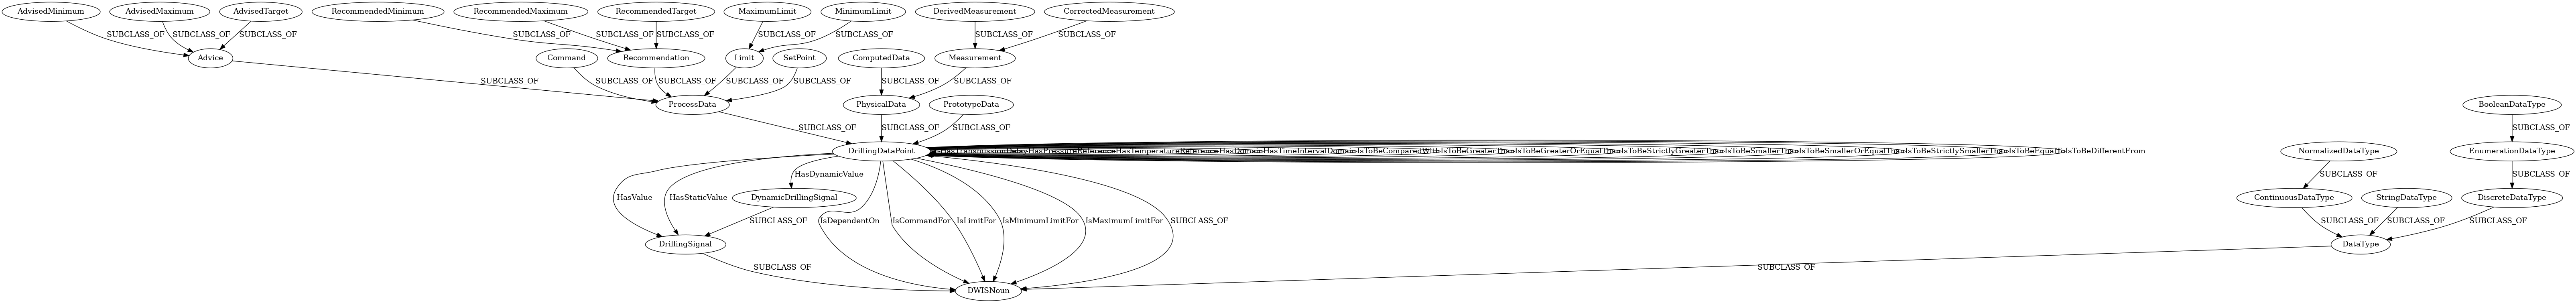 AdvisedMinimum
AdvisedMaximum
AdvisedTarget
RecommendedMinimum
RecommendedMaximum
RecommendedTarget
MaximumLimit
MinimumLimit
DerivedMeasurement
CorrectedMeasurement
SUBCLASS_OF
SUBCLASS_OF
SUBCLASS_OF
SUBCLASS_OF
SUBCLASS_OF
SUBCLASS_OF
SUBCLASS_OF
SUBCLASS_OF
SUBCLASS_OF
SUBCLASS_OF
Advice
Command
Recommendation
Limit
SetPoint
ComputedData
Measurement
SUBCLASS_OF
SUBCLASS_OF
SUBCLASS_OF
SUBCLASS_OF
SUBCLASS_OF
SUBCLASS_OF
SUBCLASS_OF
ProcessData
PhysicalData
PrototypeData
BooleanDataType
SUBCLASS_OF
SUBCLASS_OF
SUBCLASS_OF
SUBCLASS_OF
DrillingDataPoint
HasPressureReference
HasTemperatureReference
HasDomain
HasTimeIntervalDomain
IsToBeComparedWith
IsToBeGreaterThan
IsToBeGreaterOrEqualThan
IsToBeStrictlyGreaterThan
IsToBeSmallerThan
IsToBeSmallerOrEqualThan
IsToBeStrictlySmallerThan
IsToBeEqualTo
IsToBeDifferentFrom
NormalizedDataType
EnumerationDataType
HasDynamicValue
SUBCLASS_OF
SUBCLASS_OF
HasValue
HasStaticValue
DynamicDrillingSignal
ContinuousDataType
StringDataType
DiscreteDataType
SUBCLASS_OF
IsDependentOn
IsCommandFor
IsLimitFor
IsMinimumLimitFor
IsMaximumLimitFor
SUBCLASS_OF
SUBCLASS_OF
SUBCLASS_OF
SUBCLASS_OF
DrillingSignal
DataType
SUBCLASS_OF
SUBCLASS_OF
DWISNoun